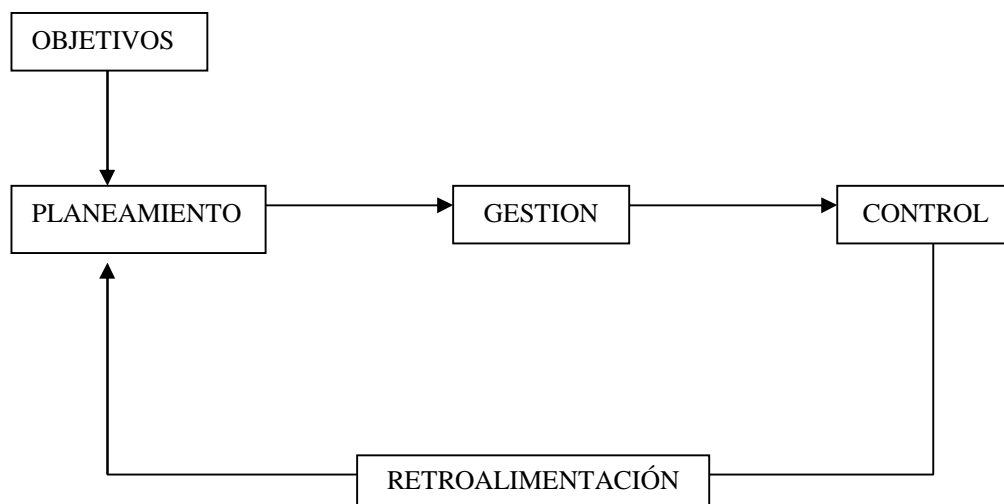 OBJETIVOS
PLANEAMIENTO
GESTION
CONTROL
RETROALIMENTACIÓN